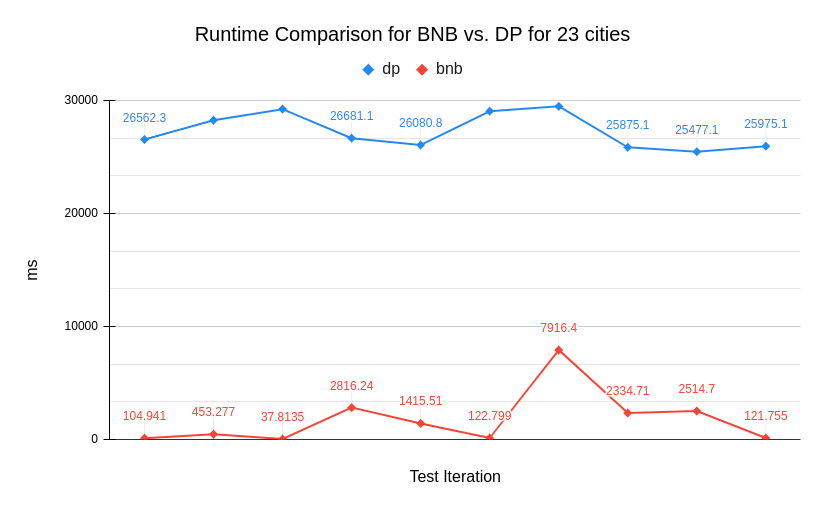 Runtime Comparison for BNB vs. DP for 23 cities
dp bnb
30000
26562.3 26681.1 26080.8 25875.1 25477.1 25975.1
20000
ms
10000
7916.4
104.941 453.277 37.8135 2816.24 1415.51 122.799 2334.71 2514.7 121.755
0
Test Iteration